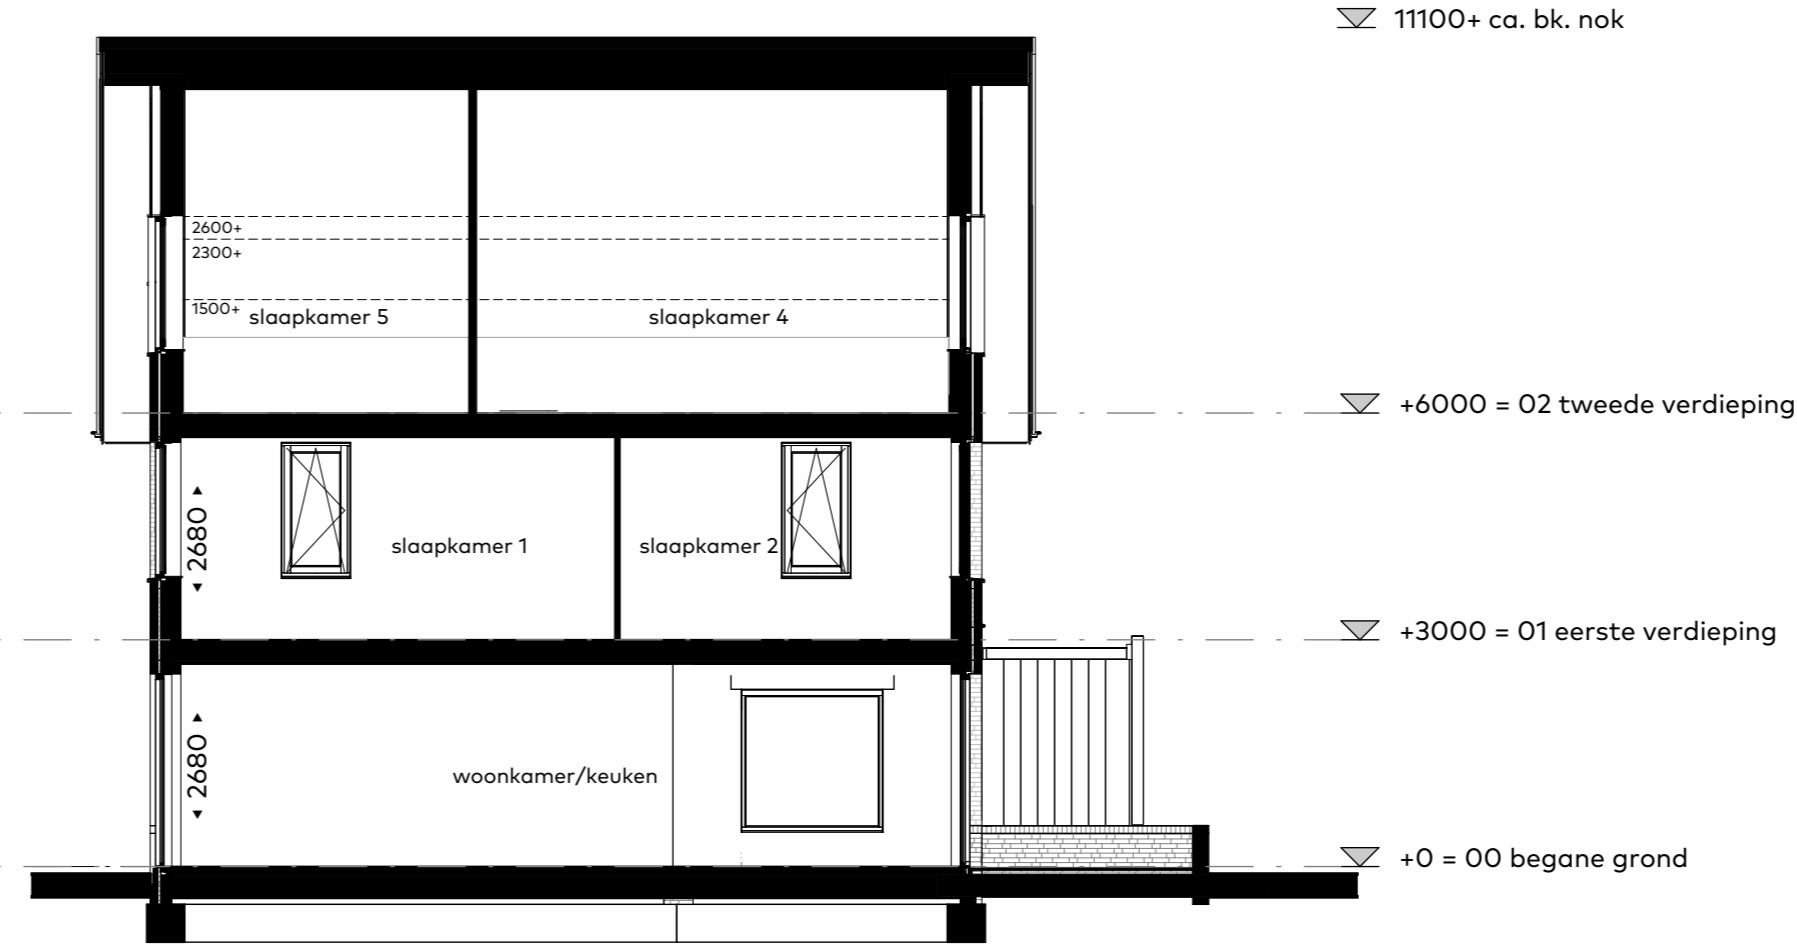 11100+ ca. bk. nok
2600+
2300+
1500+
slaapkamer 5
slaapkamer 4
+6000 = 02 tweede verdieping
2680
slaapkamer 1
slaapkamer 2
+3000 = 01 eerste verdieping
2680
woonkamer/keuken
+0 = 00 begane grond